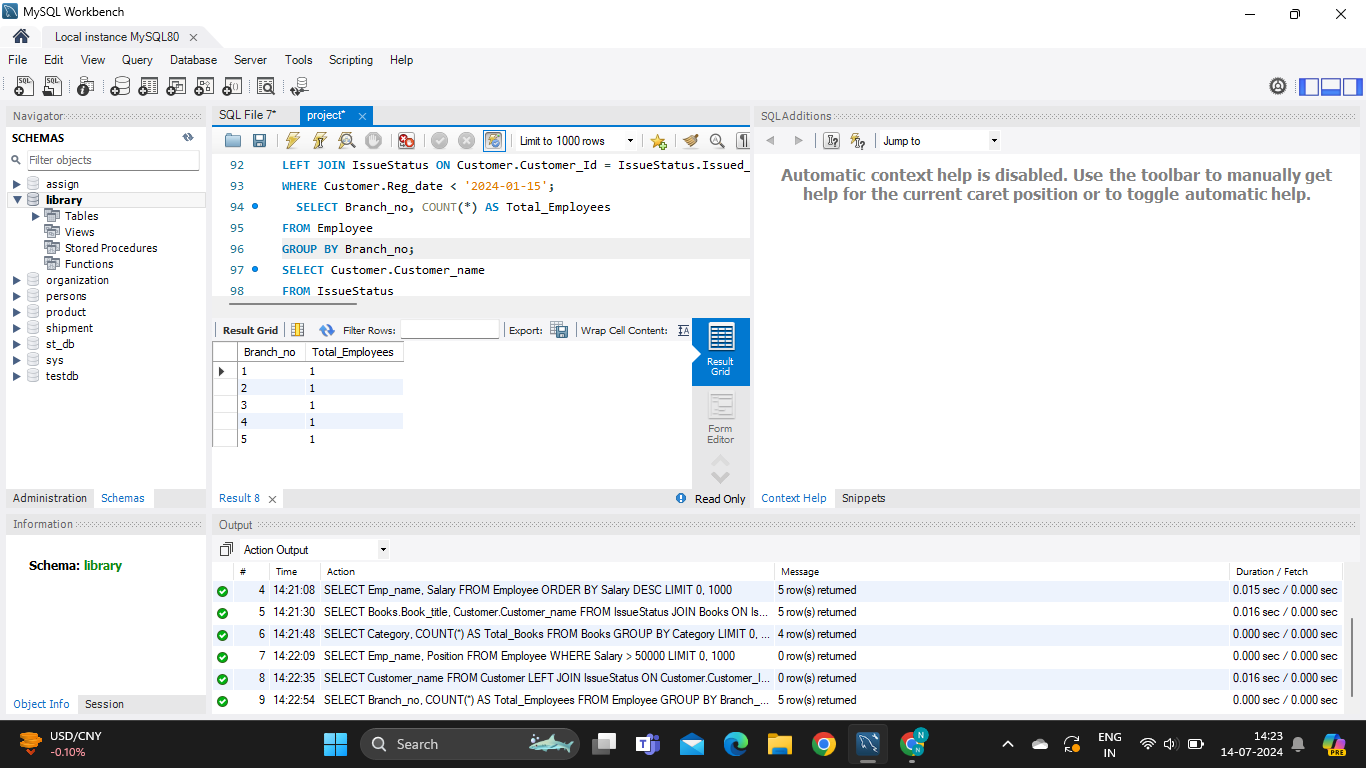 MySQL Workbench
Local instance MySQL80
File Edit View Query Database Server Tools Scripting Help
Navigator
SCHEMAS
Filter objects
assign
library
Tables
Views
Stored Procedures
Functions
organization
persons
product
shipment
st_db
sys
testdb
Administration Schemas
Information
Schema: library
Object Info Session
SQL File 7* project*
Limit to 1000 rows
92 LEFT JOIN IssueStatus ON Customer.Customer_Id = IssueStatus.Issued_
93 WHERE Customer.Reg_date < '2024-01-15';
94 SELECT Branch_no, COUNT(*) AS Total_Employees
95 FROM Employee
96 GROUP BY Branch_no;
97 SELECT Customer.Customer_name
98 FROM IssueStatus
Result Grid Filter Rows: Export: Wrap Cell Content:
Branch_no Total_Employees
1 1
2 1
3 1
4 1
5 1
Result Grid
Form Editor
Result 8 Read Only
SQLAdditions
Jump to
Automatic context help is disabled. Use the toolbar to manually get
help for the current caret position or to toggle automatic help.
Context Help Snippets
Output
Action Output
# Time Action Message Duration / Fetch
4 14:21:08 SELECT Emp_name, Salary FROM Employee ORDER BY Salary DESC LIMIT 0, 1000 5 row(s) returned 0.015 sec / 0.000 sec
5 14:21:30 SELECT Books.Book_title, Customer.Customer_name FROM IssueStatus JOIN Books ON Is... 5 row(s) returned 0.016 sec / 0.000 sec
6 14:21:48 SELECT Category, COUNT(*) AS Total_Books FROM Books GROUP BY Category LIMIT 0, ... 4 row(s) returned 0.000 sec / 0.000 sec
7 14:22:09 SELECT Emp_name, Position FROM Employee WHERE Salary > 50000 LIMIT 0, 1000 0 row(s) returned 0.000 sec / 0.000 sec
8 14:22:35 SELECT Customer_name FROM Customer LEFT JOIN IssueStatus ON Customer.Customer_I... 0 row(s) returned 0.016 sec / 0.000 sec
9 14:22:54 SELECT Branch_no, COUNT(*) AS Total_Employees FROM Employee GROUP BY Branch_... 5 row(s) returned 0.000 sec / 0.000 sec
USD/CNY
-0.10%
Search
ENG
IN
14:23
14-07-2024
PRE